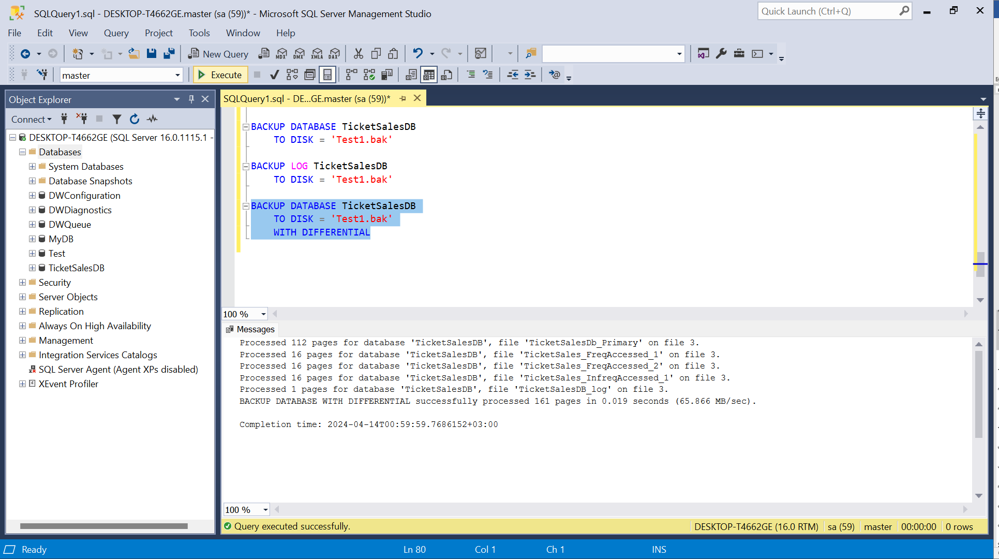 SQLQuery1.sql - DESKTOP-T4662GE.master (sa (59))* - Microsoft SQL Server Management Studio
Quick Launch (Ctrl+Q)
File Edit View Query Project Tools Window Help
New Query MDX DMX XMLA DAX
master Execute
Object Explorer
Connect
DESKTOP-T4662GE (SQL Server 16.0.1115.1 -
Databases
System Databases
Database Snapshots
DWConfiguration
DWDiagnostics
DWQueue
MyDB
Test
TicketSalesDB
Security
Server Objects
Replication
Always On High Availability
Management
Integration Services Catalogs
SQL Server Agent (Agent XPs disabled)
XEvent Profiler
SQLQuery1.sql - DE...GE.master (sa (59))*
BACKUP DATABASE TicketSalesDB
TO DISK = 'Test1.bak'
BACKUP LOG TicketSalesDB
TO DISK = 'Test1.bak'
BACKUP DATABASE TicketSalesDB
TO DISK = 'Test1.bak'
WITH DIFFERENTIAL
100 %
Messages
Processed 112 pages for database 'TicketSalesDB', file 'TicketSalesDb_Primary' on file 3.
Processed 16 pages for database 'TicketSalesDB', file 'TicketSales_FreqAccessed_1' on file 3.
Processed 16 pages for database 'TicketSalesDB', file 'TicketSales_FreqAccessed_2' on file 3.
Processed 16 pages for database 'TicketSalesDB', file 'TicketSales_InfreqAccessed_1' on file 3.
Processed 1 pages for database 'TicketSalesDB', file 'TicketSalesDB_log' on file 3.
BACKUP DATABASE WITH DIFFERENTIAL successfully processed 161 pages in 0.019 seconds (65.866 MB/sec).
Completion time: 2024-04-14T00:59:59.7686152+03:00
100 %
Query executed successfully.
DESKTOP-T4662GE (16.0 RTM) sa (59) master 00:00:00 0 rows
Ready Ln 80 Col 1 Ch 1 INS